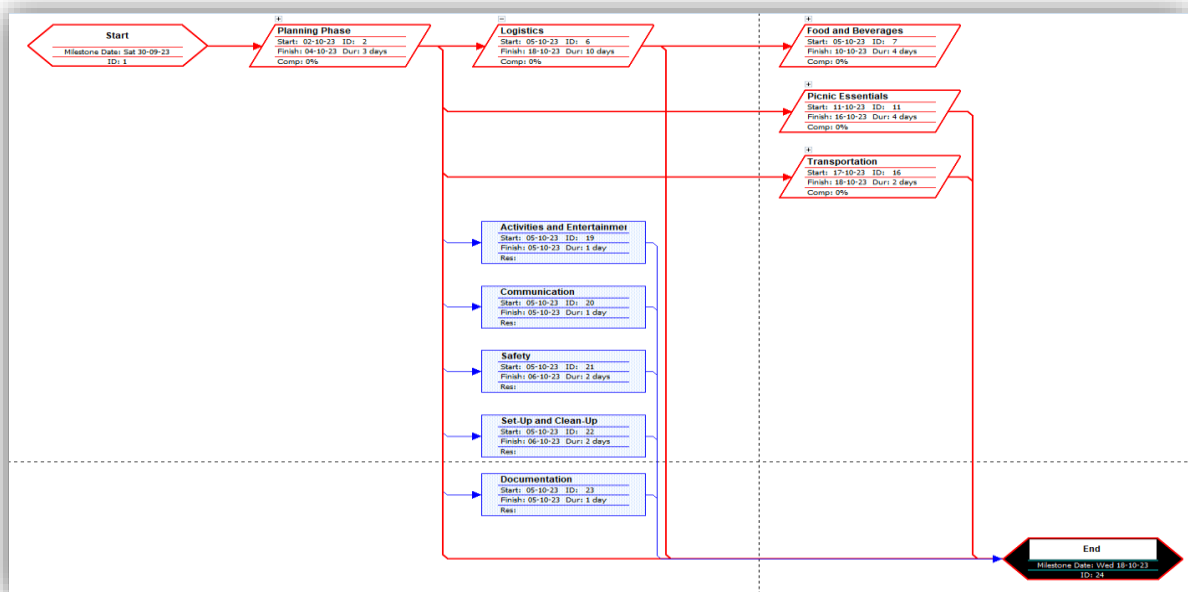 Start
Milestone Date: Sat 30-09-23
ID: 1
Planning Phase
Start: 02-10-23 ID: 2
Finish: 04-10-23 Dur: 3 days
Comp: 0%
Logistics
Start: 05-10-23 ID: 6
Finish: 18-10-23 Dur: 10 days
Comp: 0%
Food and Beverages
Start: 05-10-23 ID: 7
Finish: 10-10-23 Dur: 4 days
Comp: 0%
Picnic Essentials
Start: 11-10-23 ID: 11
Finish: 16-10-23 Dur: 4 days
Comp: 0%
Transportation
Start: 17-10-23 ID: 16
Finish: 18-10-23 Dur: 2 days
Comp: 0%
Activities and Entertainmer
Start: 05-10-23 ID: 19
Finish: 05-10-23 Dur: 1 day
Res:
Communication
Start: 05-10-23 ID: 20
Finish: 05-10-23 Dur: 1 day
Res:
Safety
Start: 05-10-23 ID: 21
Finish: 06-10-23 Dur: 2 days
Res:
Set-Up and Clean-Up
Start: 05-10-23 ID: 22
Finish: 06-10-23 Dur: 2 days
Res:
Documentation
Start: 05-10-23 ID: 23
Finish: 05-10-23 Dur: 1 day
Res:
End
Milestone Date: Wed 18-10-23
ID: 24